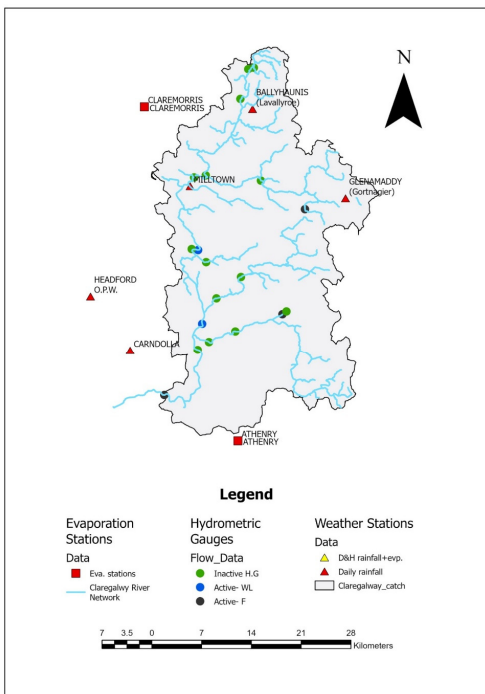 N
BALLYHAUNIS
(Lavallyroe)
CLAREMORRIS
CLAREMORRIS
MILLTOWN
GLENAMADDY
(Gortnagier)
HEADFORD
O.P.W.
CARNDOLLA
ATHENRY
ATHENRY
Legend
Evaporation
Stations
Data
Eva. stations
Claregalwy River
Network
Hydrometric
Gauges
Flow_Data
Inactive H.G
Active- WL
Active- F
Weather Stations
Data
D&H rainfall+evp.
Daily rainfall
Claregalway_catch
7 3.5 0 7 14 21 28
Kilometers